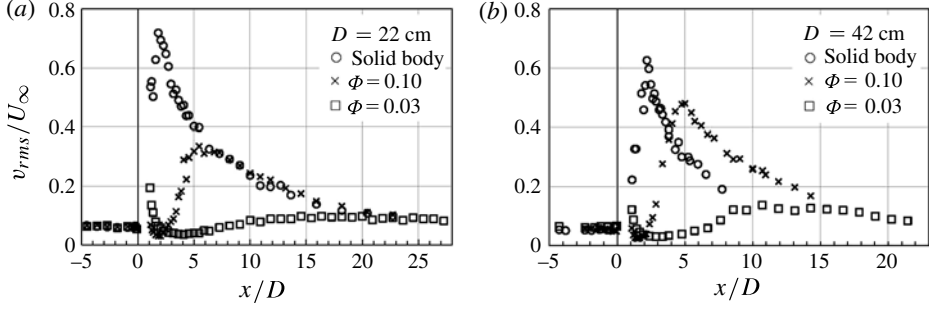 (a)
D = 22 cm
Solid body
Φ = 0.10
Φ = 0.03
0.8
0.6
0.4
0.2
0
v_rms/U_∞
–5 0 5 10 15 20 25
x/D
(b)
D = 42 cm
Solid body
Φ = 0.10
Φ = 0.03
0.8
0.6
0.4
0.2
0
–5 0 5 10 15 20
x/D